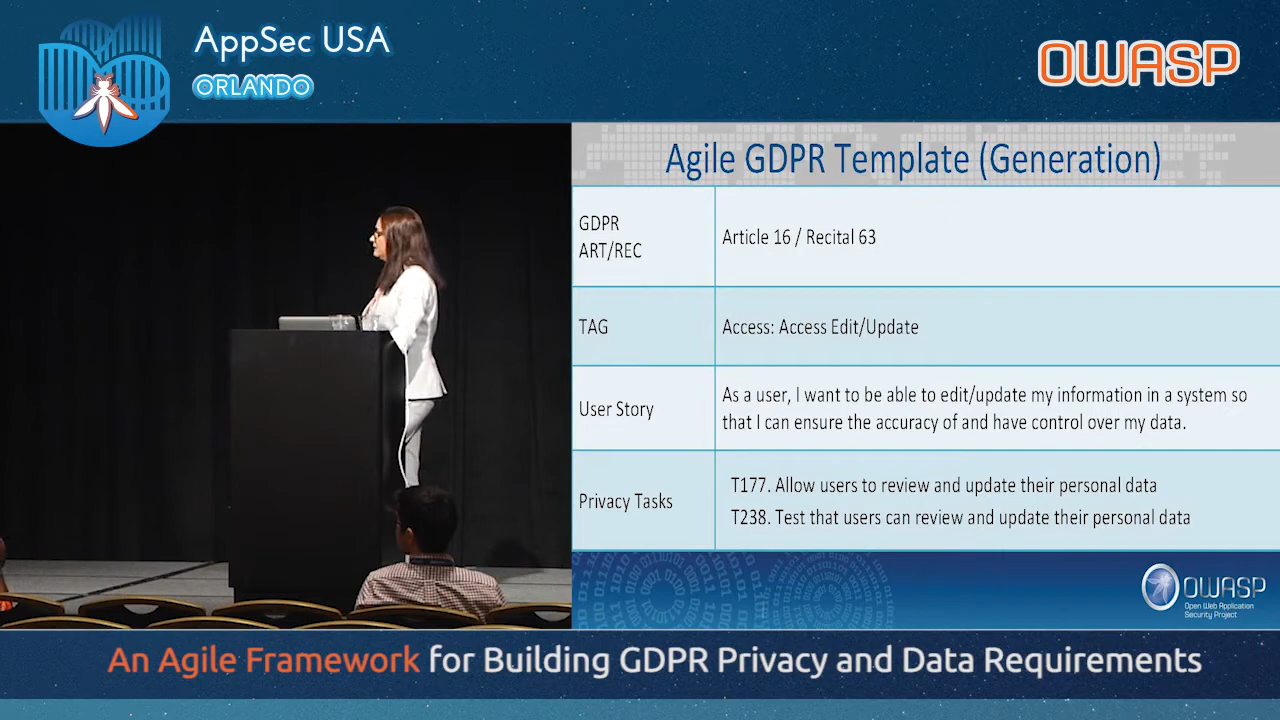 AppSec USA
ORLANDO
OWASP
Agile GDPR Template (Generation)
GDPR
ART/REC
Article 16 / Recital 63
TAG
Access: Access Edit/Update
User Story
As a user, I want to be able to edit/update my information in a system so
that I can ensure the accuracy of and have control over my data.
Privacy Tasks
T177. Allow users to review and update their personal data
T238. Test that users can review and update their personal data
OWASP
Open Web Application
Security Project
An Agile Framework for Building GDPR Privacy and Data Requirements